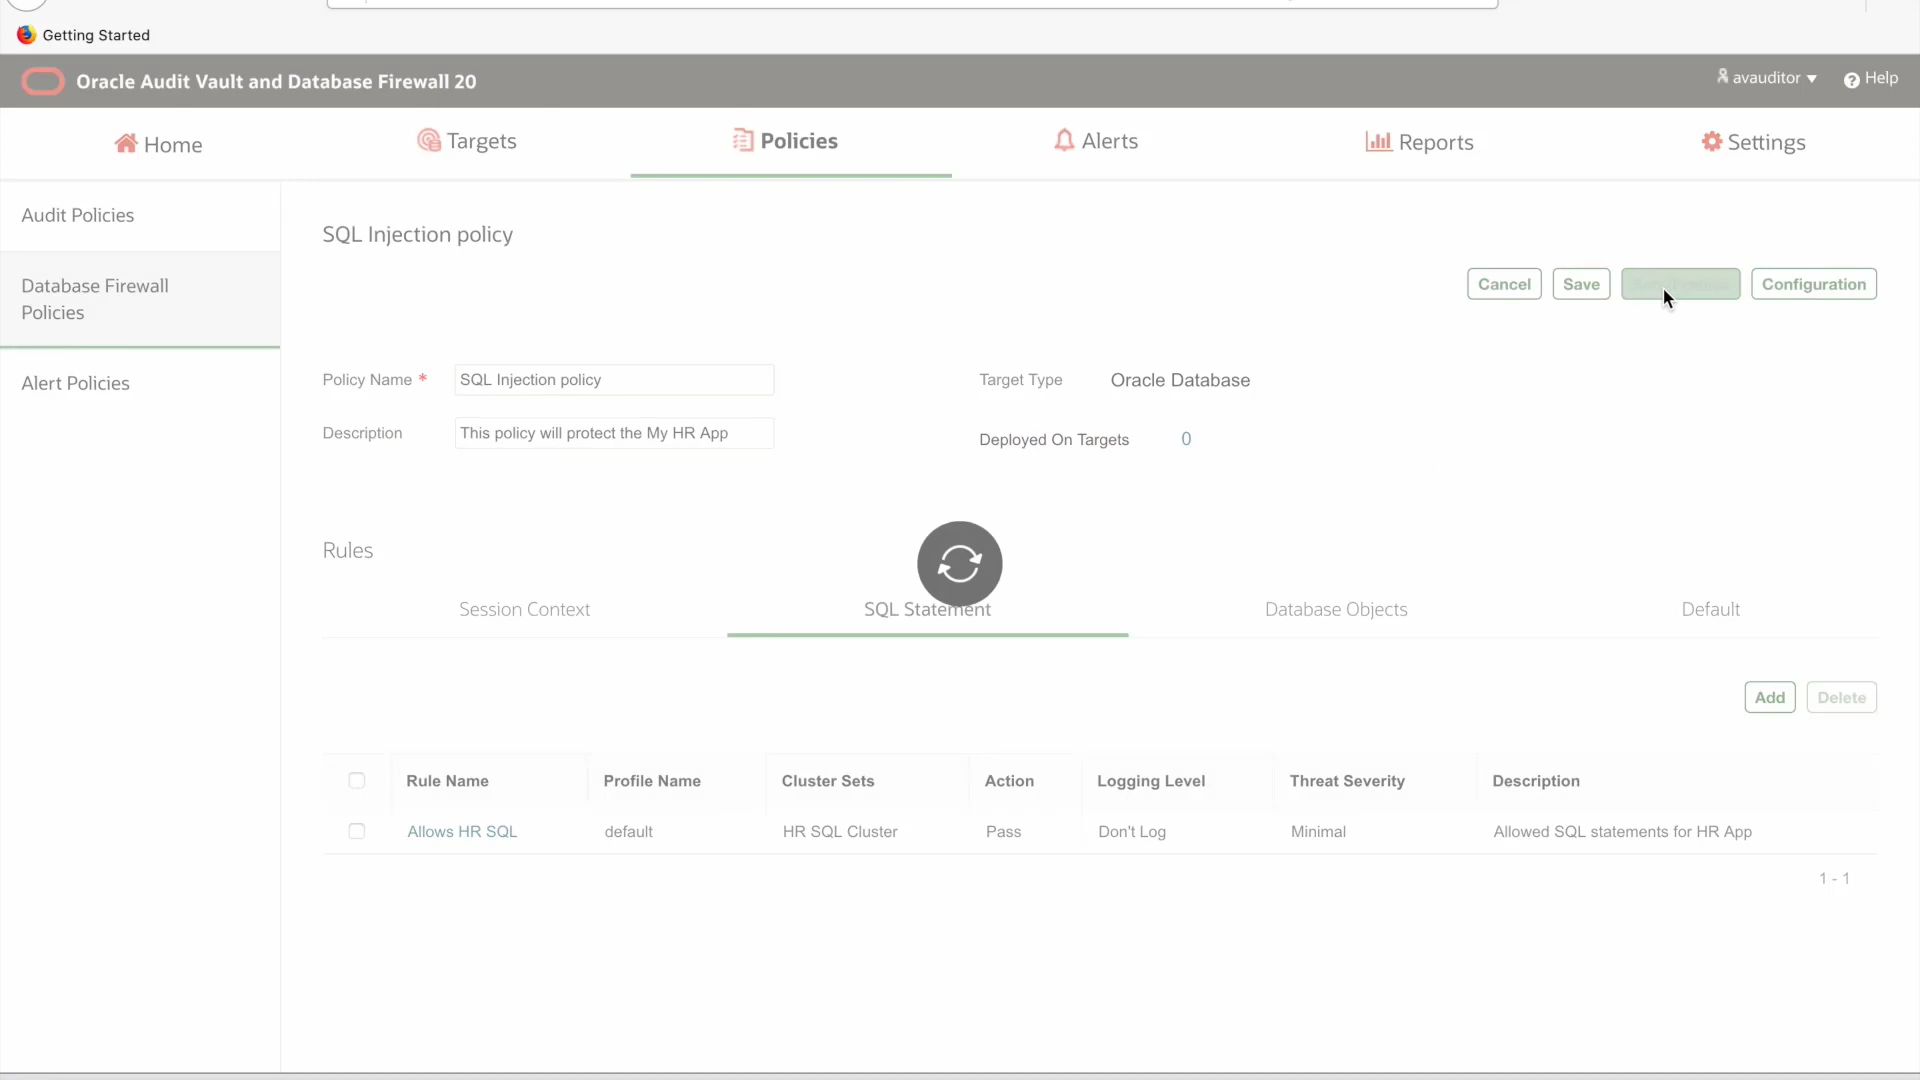 Getting Started
Oracle Audit Vault and Database Firewall 20
avauditor
Help
Home
Targets
Policies
Alerts
Reports
Settings
Audit Policies
Database Firewall
Policies
Alert Policies
SQL Injection policy
Cancel
Save
Configuration
Policy Name *
SQL Injection policy
Target Type
Oracle Database
Description
This policy will protect the My HR App
Deployed On Targets
0
Rules
Session Context
SQL Statement
Database Objects
Default
Add
Delete
Rule Name Profile Name Cluster Sets Action Logging Level Threat Severity Description
Allows HR SQL default HR SQL Cluster Pass Don't Log Minimal Allowed SQL statements for HR App
1 - 1